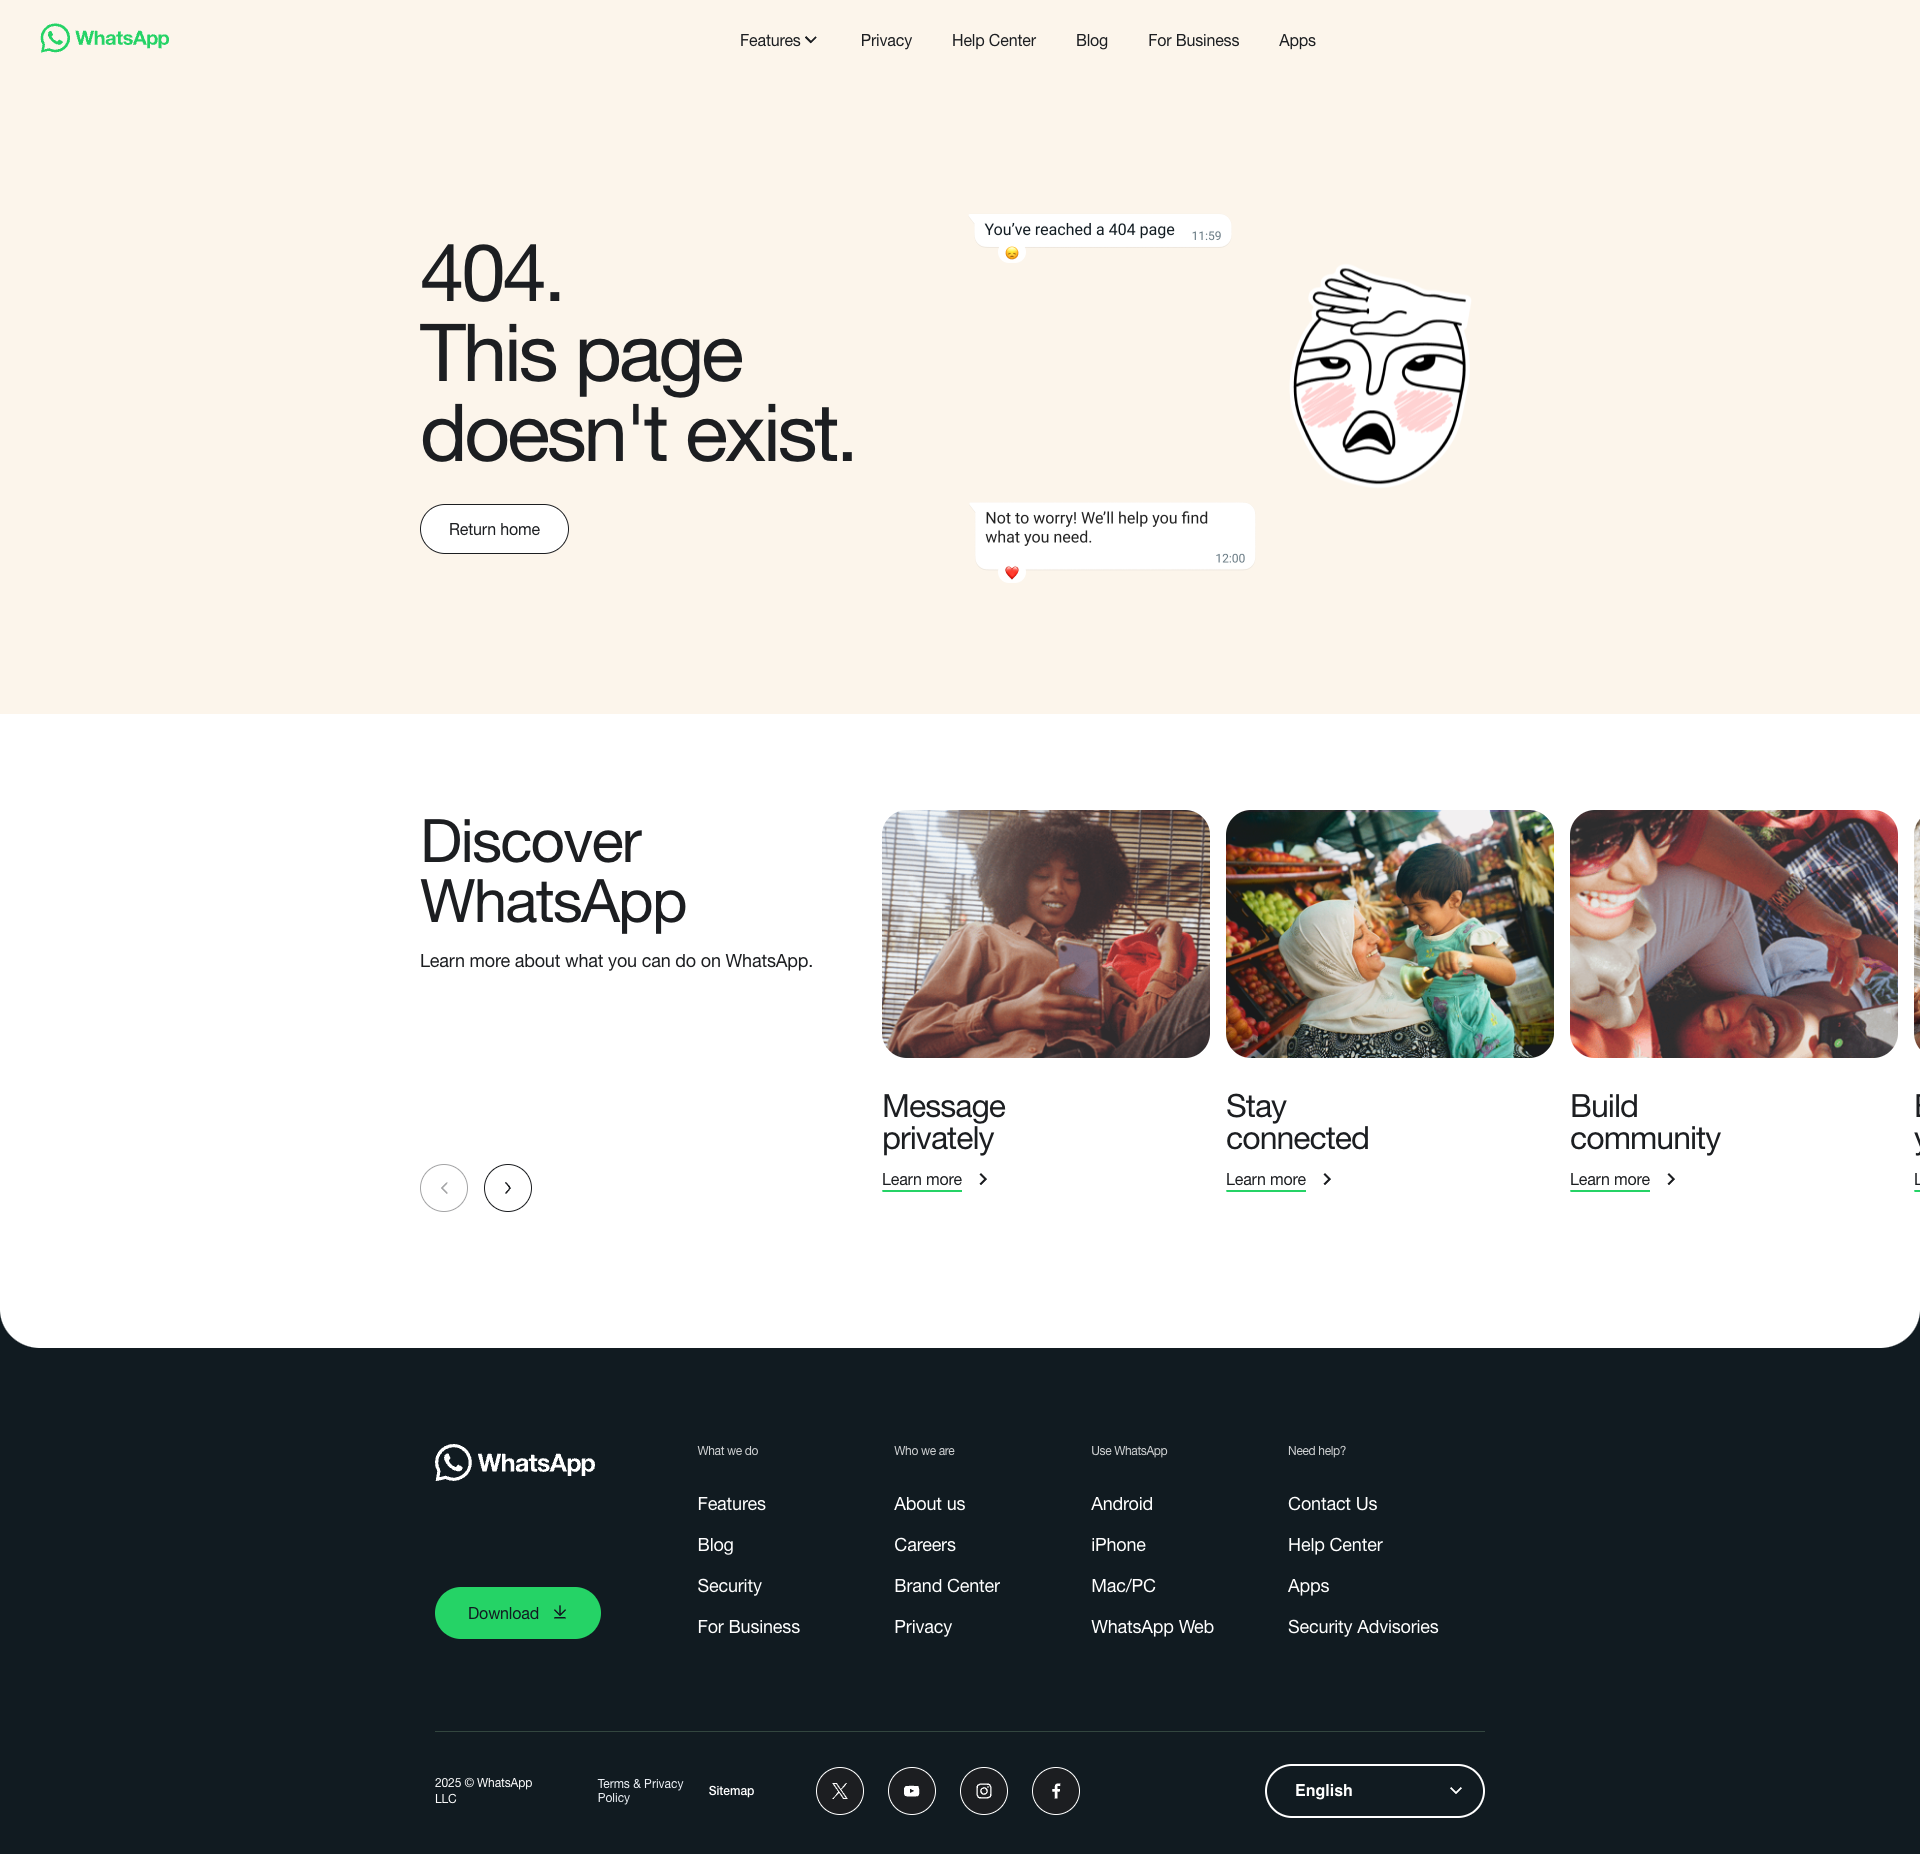 WhatsApp
Features
Privacy
Help Center
Blog
For Business
Apps
404.
This page
doesn't exist.
Return home
You’ve reached a 404 page
11:59
Not to worry! We’ll help you find
what you need.
12:00
Discover
WhatsApp
Learn more about what you can do on WhatsApp.
Message
privately
Learn more
Stay
connected
Learn more
Build
community
Learn more
WhatsApp
Download
What we do
Features
Blog
Security
For Business
Who we are
About us
Careers
Brand Center
Privacy
Use WhatsApp
Android
iPhone
Mac/PC
WhatsApp Web
Need help?
Contact Us
Help Center
Apps
Security Advisories
2025 © WhatsApp
LLC
Terms & Privacy
Policy
Sitemap
English